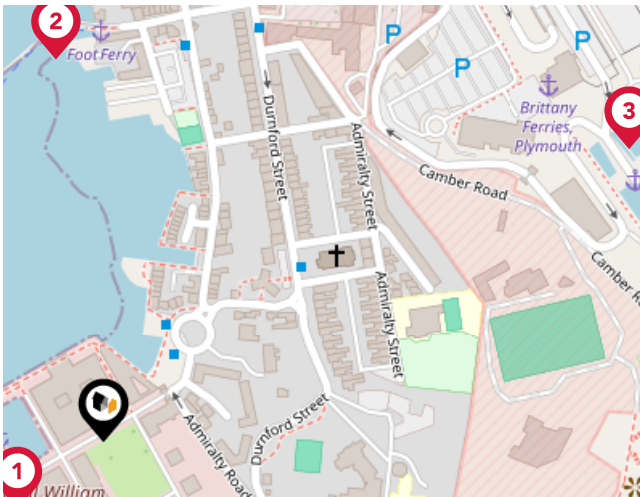 2
Foot Ferry
P
P
P
3
Brittany
Ferries,
Plymouth
Durnford Street
Admiralty Street
Camber Road
Admiralty Street
Camber R
Durnford Street
Admiralty Road
1
William